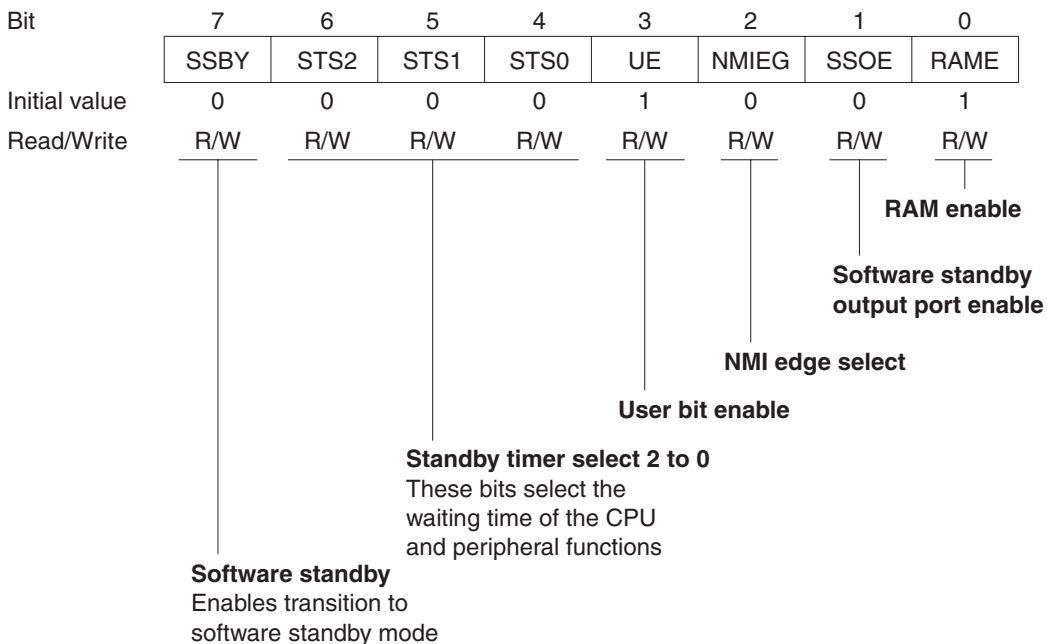 Bit 7 6 5 4 3 2 1 0
SSBY STS2 STS1 STS0 UE NMIEG SSOE RAME
Initial value 0 0 0 0 1 0 0 1
Read/Write R/W R/W R/W R/W R/W R/W R/W R/W
RAM enable
Software standby
output port enable
NMI edge select
User bit enable
Standby timer select 2 to 0
These bits select the
waiting time of the CPU
and peripheral functions
Software standby
Enables transition to
software standby mode